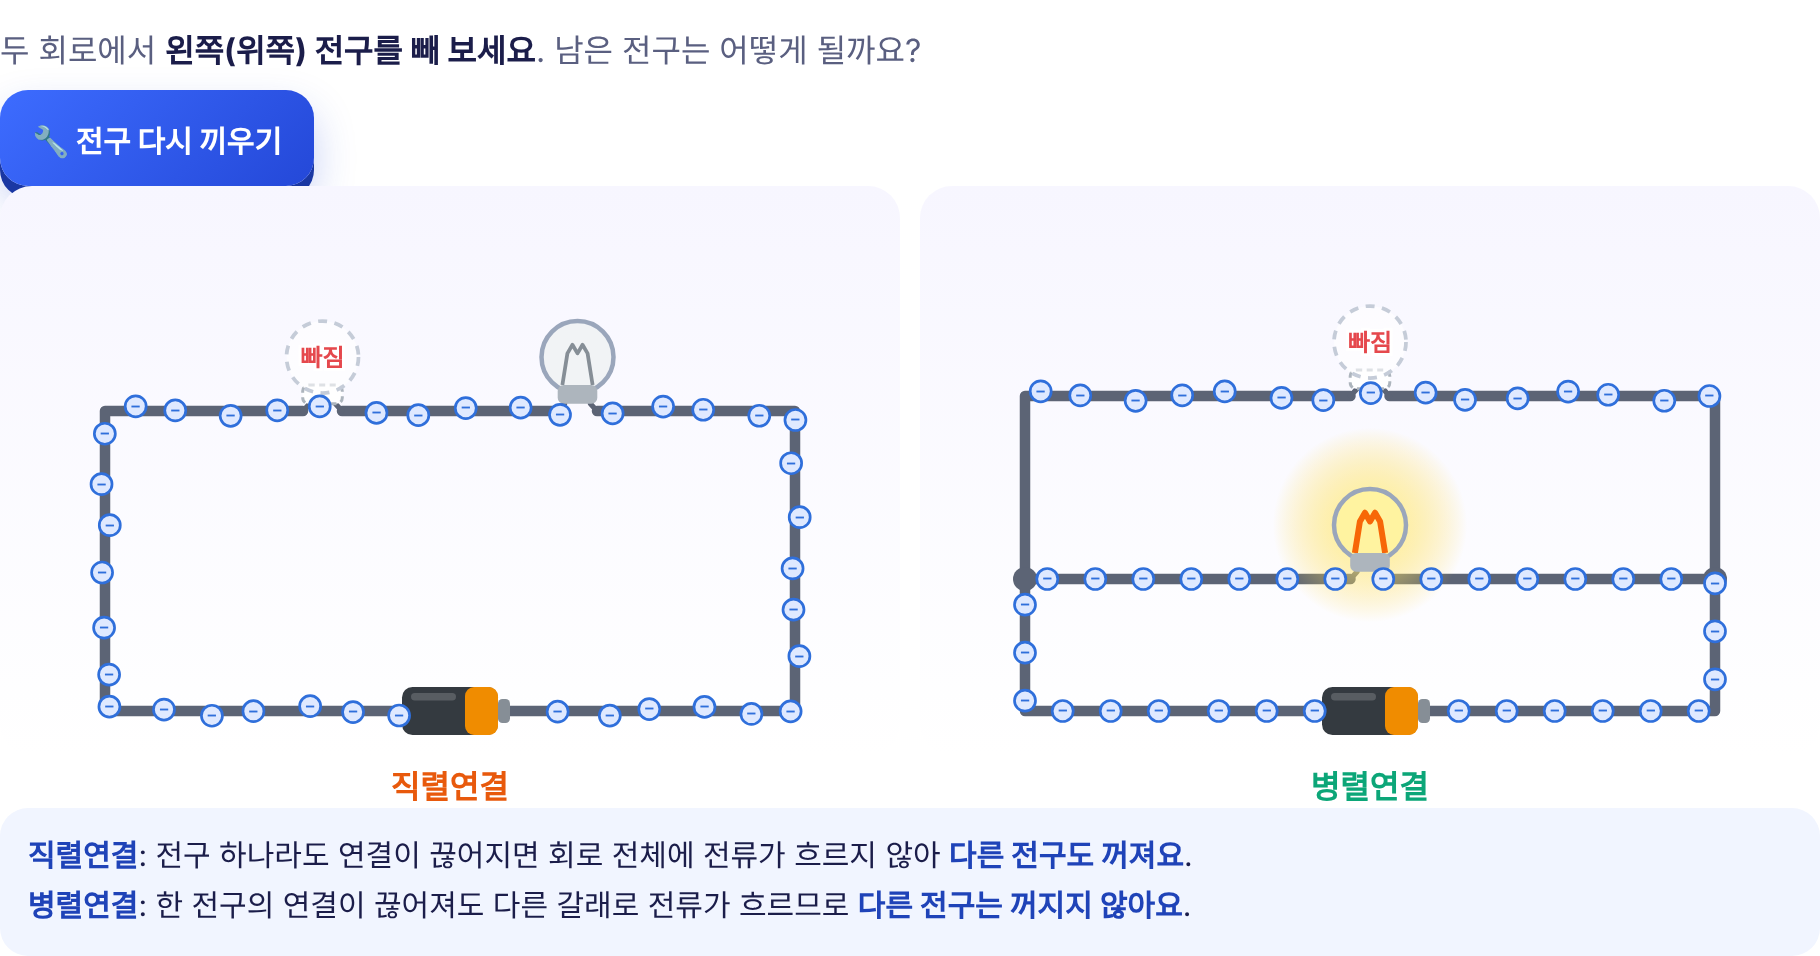 두 회로에서 왼쪽(위쪽) 전구를 빼 보세요. 남은 전구는 어떻게 될까요?
🔧 전구 다시 끼우기
빠짐
빠짐
직렬연결
병렬연결
직렬연결: 전구 하나라도 연결이 끊어지면 회로 전체에 전류가 흐르지 않아 다른 전구도 꺼져요.
병렬연결: 한 전구의 연결이 끊어져도 다른 갈래로 전류가 흐르므로 다른 전구는 꺼지지 않아요.